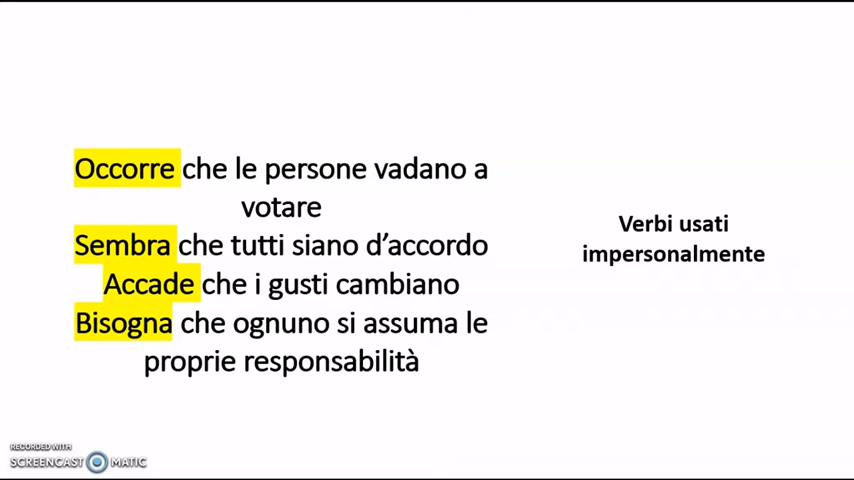 Occorre che le persone vadano a
votare
Sembra che tutti siano d’accordo
Accade che i gusti cambiano
Bisogna che ognuno si assuma le
proprie responsabilità
Verbi usati
impersonalmente
RECORDED WITH
SCREENCAST MATIC